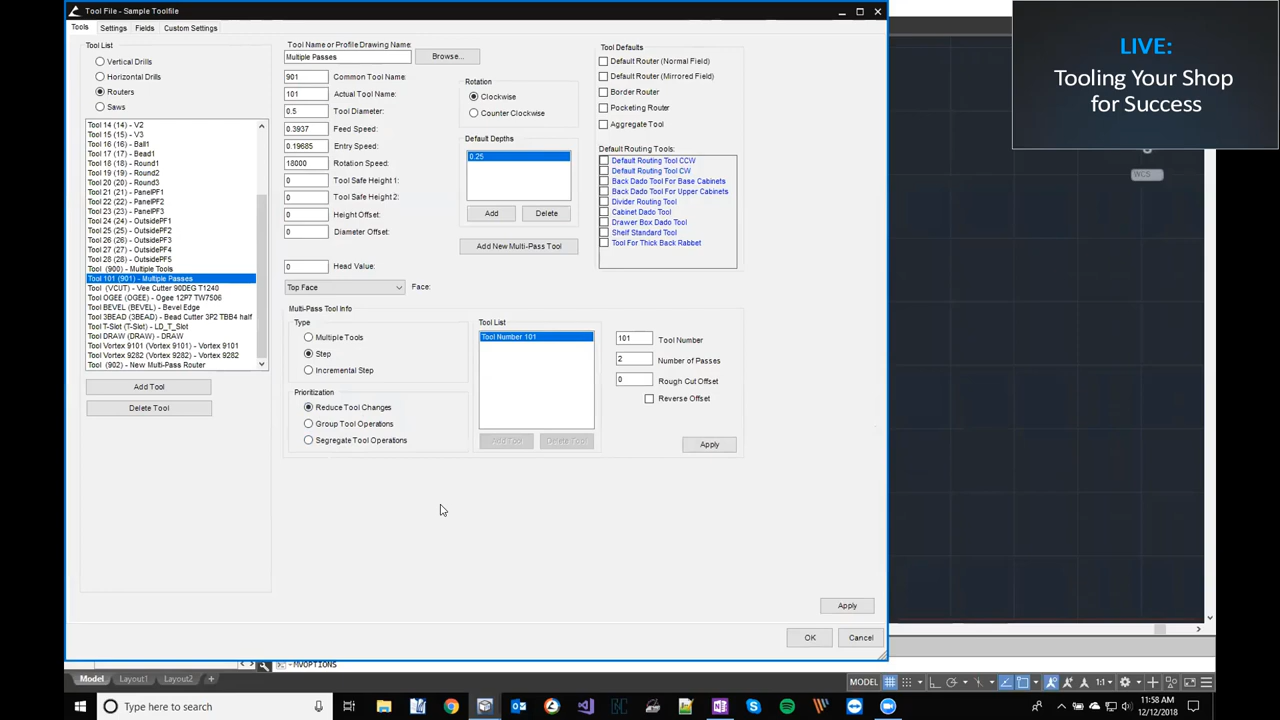 Tool File - Sample Toolfile
Tools Settings Fields Custom Settings
Tool List
Vertical Drills
Horizontal Drills
Routers
Saws
Tool 14 (14) - V2
Tool 15 (15) - V3
Tool 16 (16) - Ball1
Tool 17 (17) - Bead1
Tool 18 (18) - Round1
Tool 19 (19) - Round2
Tool 20 (20) - Round3
Tool 21 (21) - PanelPF1
Tool 22 (22) - PanelPF2
Tool 23 (23) - PanelPF3
Tool 24 (24) - OutsidePF1
Tool 25 (25) - OutsidePF2
Tool 26 (26) - OutsidePF3
Tool 27 (27) - OutsidePF4
Tool 28 (28) - OutsidePF5
Tool (900) - Multiple Tools
Tool 101 (901) - Multiple Passes
Tool (VCUT) - Vee Cutter 90DEG T1240
Tool OGEE (OGEE) - Ogee 12P7 TW7506
Tool BEVEL (BEVEL) - Bevel Edge
Tool 3BEAD (3BEAD) - Bead Cutter 3P2 TBB4 half
Tool T-Slot (T-Slot) - LD_T_Slot
Tool DRAW (DRAW) - DRAW
Tool Vortex 9101 (Vortex 9101) - Vortex 9101
Tool Vortex 9282 (Vortex 9282) - Vortex 9282
Tool (902) - New Multi-Pass Router
Add Tool
Delete Tool
Tool Name or Profile Drawing Name:
Multiple Passes Browse...
901 Common Tool Name:
101 Actual Tool Name:
0.5 Tool Diameter:
0.3937 Feed Speed:
0.19685 Entry Speed:
18000 Rotation Speed:
0 Tool Safe Height 1:
0 Tool Safe Height 2:
0 Height Offset:
0 Diameter Offset:
0 Head Value:
Top Face Face:
Rotation
Clockwise
Counter Clockwise
Default Depths
0.25
Add Delete
Add New Multi-Pass Tool
Tool Defaults
Default Router (Normal Field)
Default Router (Mirrored Field)
Border Router
Pocketing Router
Aggregate Tool
Default Routing Tools:
Default Routing Tool CCW
Default Routing Tool CW
Back Dado Tool For Base Cabinets
Back Dado Tool For Upper Cabinets
Divider Routing Tool
Cabinet Dado Tool
Drawer Box Dado Tool
Shelf Standard Tool
Tool For Thick Back Rabbet
Multi-Pass Tool Info
Type
Multiple Tools
Step
Incremental Step
Prioritization
Reduce Tool Changes
Group Tool Operations
Segregate Tool Operations
Tool List
Tool Number 101
Add Tool Delete Tool
101 Tool Number
2 Number of Passes
0 Rough Cut Offset
Reverse Offset
Apply
Apply
OK Cancel
LIVE:
Tooling Your Shop
for Success
WCS
-MVOPTIONS
Model Layout1 Layout2 +
MODEL 1:1
Type here to search
11:58 AM
12/12/2018